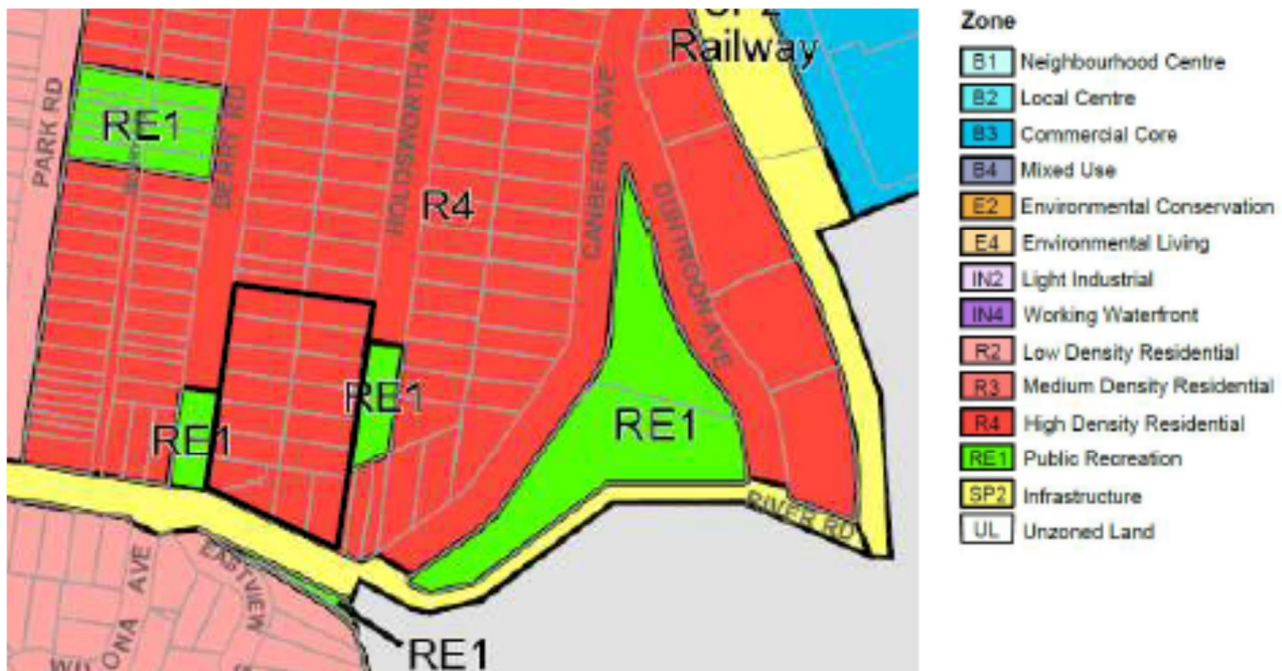 SP2
Railway
PARK RD
RE1
BERRY RD
HOLDSWORTH AVE
CANBERRA AVE
R4
DUNTROON AVE
RE1
RE1
RE1
RIVER RD
EASTVIEW
ONA AVE
RE1
Zone
B1 Neighbourhood Centre
B2 Local Centre
B3 Commercial Core
B4 Mixed Use
E2 Environmental Conservation
E4 Environmental Living
IN2 Light Industrial
IN4 Working Waterfront
R2 Low Density Residential
R3 Medium Density Residential
R4 High Density Residential
RE1 Public Recreation
SP2 Infrastructure
UL Unzoned Land